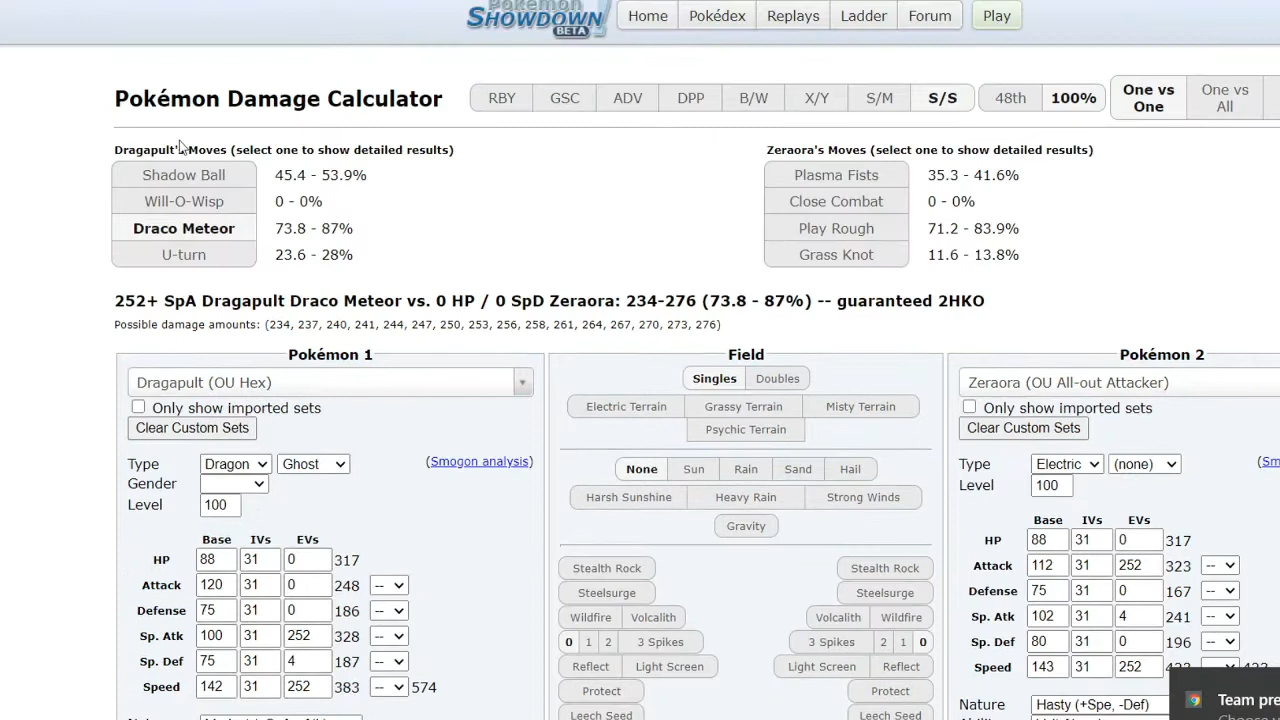 Pokémon
SHOWDOWN
BETA
Home Pokédex Replays Ladder Forum Play
Pokémon Damage Calculator
RBY GSC ADV DPP B/W X/Y S/M S/S 48th 100% One vs One One vs All
Dragapult's Moves (select one to show detailed results)
Shadow Ball 45.4 - 53.9%
Will-O-Wisp 0 - 0%
Draco Meteor 73.8 - 87%
U-turn 23.6 - 28%
Zeraora's Moves (select one to show detailed results)
Plasma Fists 35.3 - 41.6%
Close Combat 0 - 0%
Play Rough 71.2 - 83.9%
Grass Knot 11.6 - 13.8%
252+ SpA Dragapult Draco Meteor vs. 0 HP / 0 SpD Zeraora: 234-276 (73.8 - 87%) -- guaranteed 2HKO
Possible damage amounts: (234, 237, 240, 241, 244, 247, 250, 253, 256, 258, 261, 264, 267, 270, 273, 276)
Pokémon 1
Dragapult (OU Hex)
Only show imported sets
Clear Custom Sets
Type Dragon Ghost (Smogon analysis)
Gender
Level 100
Base IVs EVs
HP 88 31 0 317
Attack 120 31 0 248 --
Defense 75 31 0 186 --
Sp. Atk 100 31 252 328 --
Sp. Def 75 31 4 187 --
Speed 142 31 252 383 -- 574
Field
Singles Doubles
Electric Terrain Grassy Terrain Misty Terrain
Psychic Terrain
None Sun Rain Sand Hail
Harsh Sunshine Heavy Rain Strong Winds
Gravity
Stealth Rock Stealth Rock
Steelsurge Steelsurge
Wildfire Volcalith Volcalith Wildfire
0 1 2 3 Spikes 3 Spikes 2 1 0
Reflect Light Screen Light Screen Reflect
Protect Protect
Leech Seed Leech Seed
Pokémon 2
Zeraora (OU All-out Attacker)
Only show imported sets
Clear Custom Sets
Type Electric (none) (Sm
Level 100
Base IVs EVs
HP 88 31 0 317
Attack 112 31 252 323 --
Defense 75 31 0 167 --
Sp. Atk 102 31 4 241 --
Sp. Def 80 31 0 196 --
Speed 143 31 252
Nature Hasty (+Spe, -Def)
Team pro